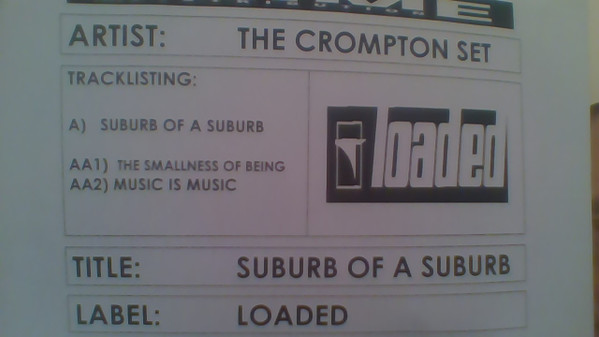 ARTIST: THE CROMPTON SET
TRACKLISTING:
A) SUBURB OF A SUBURB
AA1) THE SMALLNESS OF BEING
AA2) MUSIC IS MUSIC
loaded
TITLE: SUBURB OF A SUBURB
LABEL: LOADED